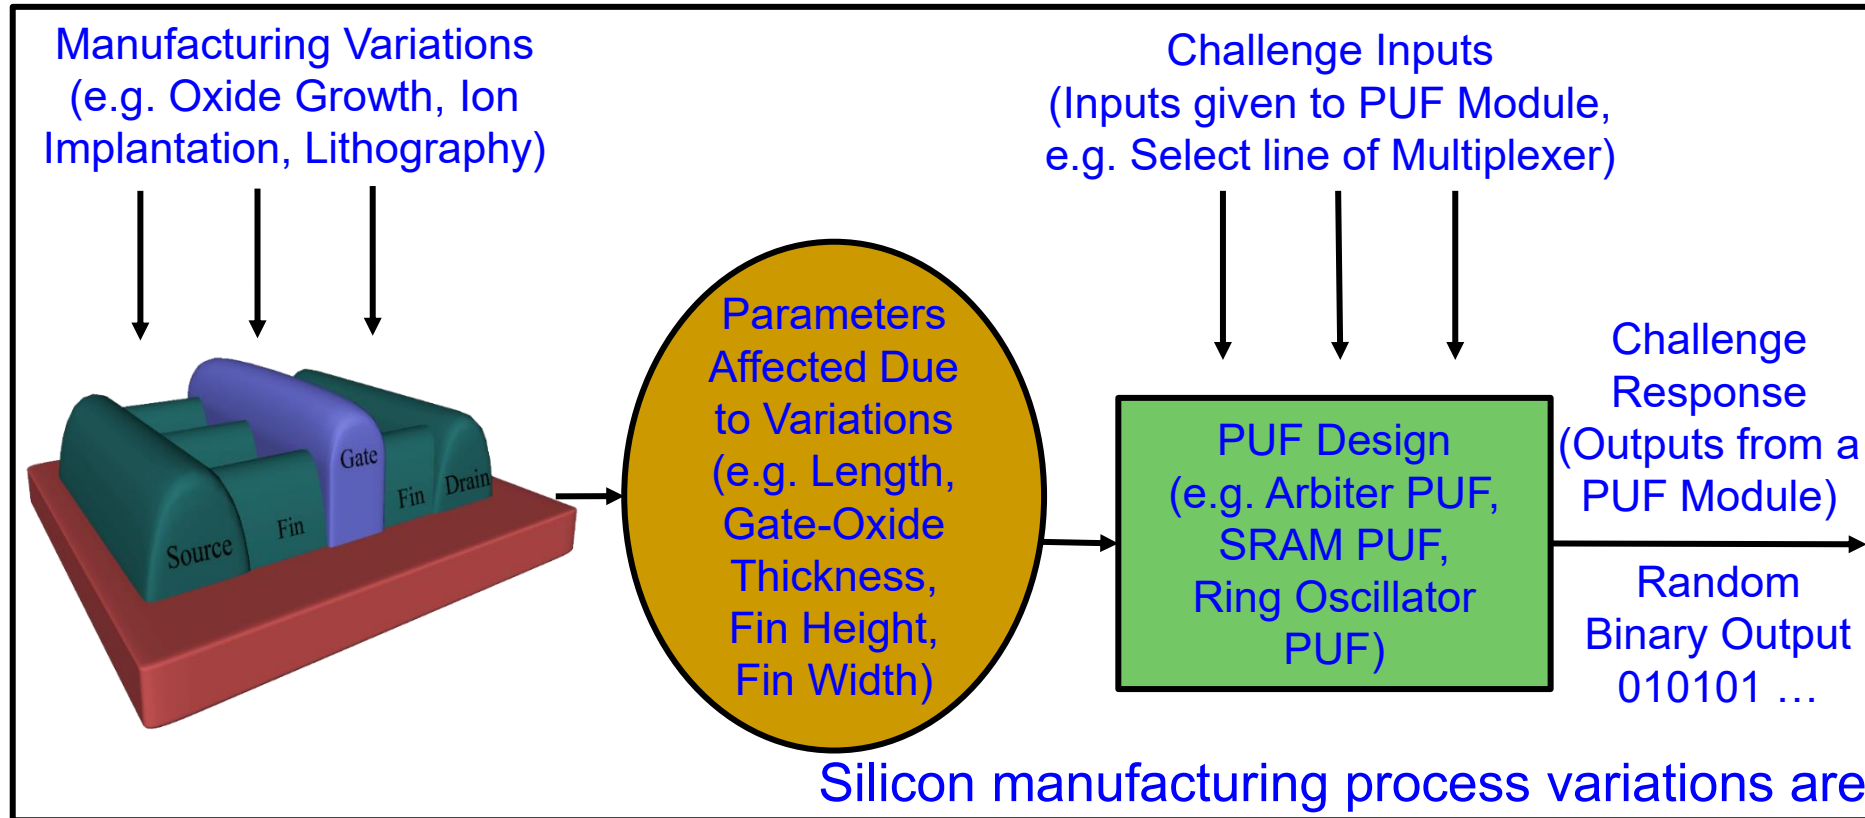 Manufacturing Variations
(e.g. Oxide Growth, Ion
Implantation, Lithography)
Challenge Inputs
(Inputs given to PUF Module,
e.g. Select line of Multiplexer)
Source
Fin
Gate
Fin
Drain
Parameters
Affected Due
to Variations
(e.g. Length,
Gate-Oxide
Thickness,
Fin Height,
Fin Width)
PUF Design
(e.g. Arbiter PUF,
SRAM PUF,
Ring Oscillator
PUF)
Challenge
Response
(Outputs from a
PUF Module)
Random
Binary Output
010101 …
Silicon manufacturing process variations are